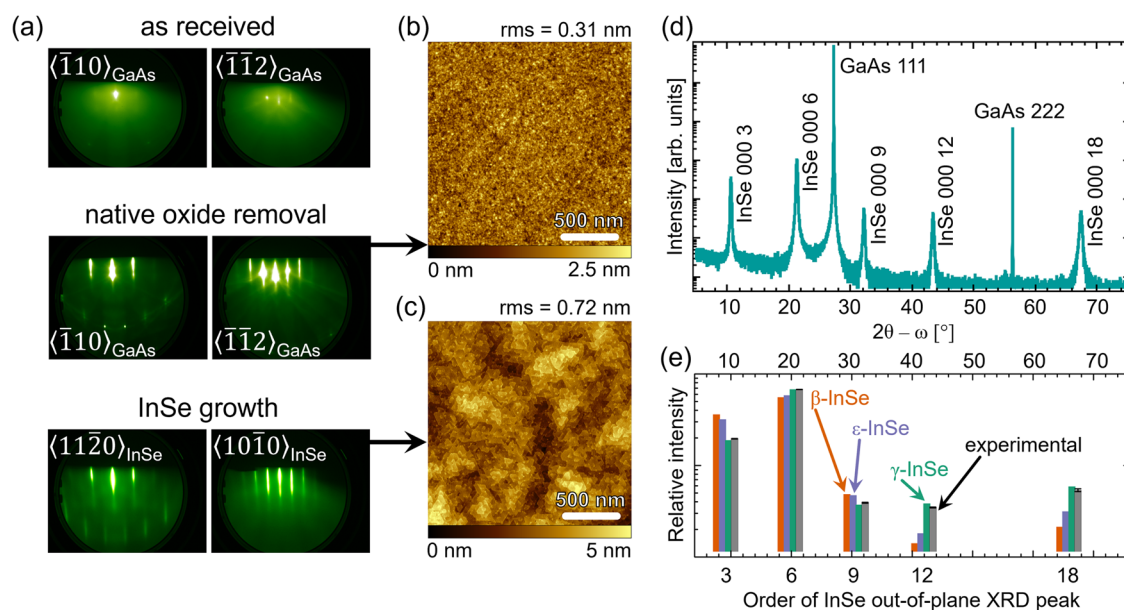 (a)
as received
⟨1̅10⟩GaAs
⟨1̅1̅2⟩GaAs
native oxide removal
⟨1̅10⟩GaAs
⟨1̅1̅2⟩GaAs
InSe growth
⟨112̅0⟩InSe
⟨101̅0⟩InSe
(b)
rms = 0.31 nm
500 nm
0 nm
2.5 nm
(c)
rms = 0.72 nm
500 nm
0 nm
5 nm
(d)
Intensity [arb. units]
InSe 000 3
InSe 000 6
GaAs 111
InSe 000 9
InSe 000 12
GaAs 222
InSe 000 18
10 20 30 40 50 60 70
2θ – ω [°]
(e)
10 20 30 40 50 60 70
Relative intensity
β-InSe
ε-InSe
γ-InSe
experimental
3 6 9 12 18
Order of InSe out-of-plane XRD peak